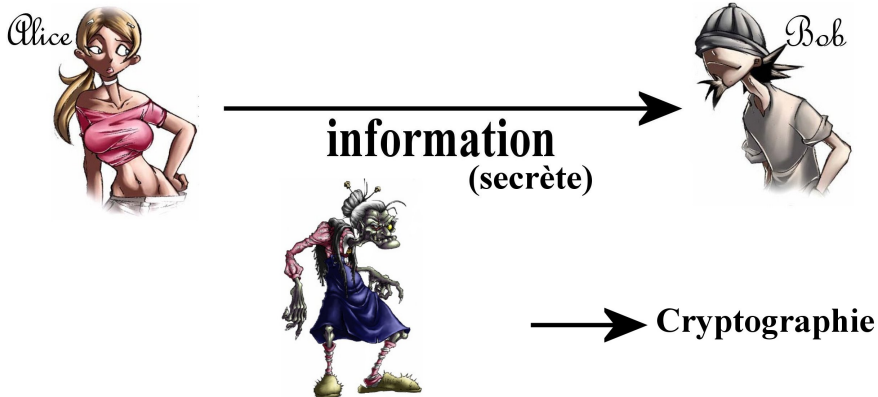 Alice
Bob
information
(secrète)
Cryptographie